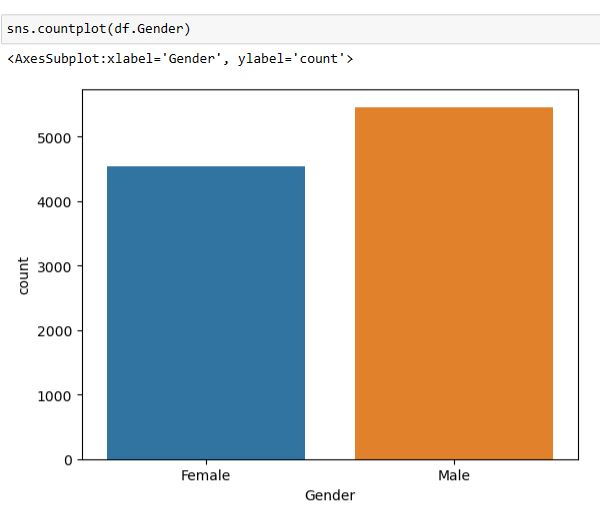 sns.countplot(df.Gender)
<AxesSubplot:xlabel='Gender', ylabel='count'>
5000
4000
3000
2000
1000
0
count
Female Male
Gender